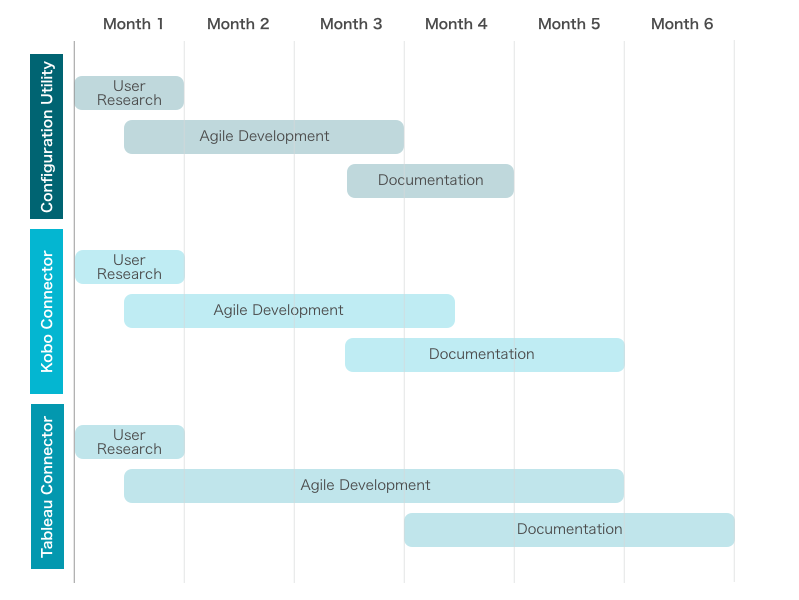 Month 1 Month 2 Month 3 Month 4 Month 5 Month 6
Configuration Utility
User
Research
Agile Development
Documentation
Kobo Connector
User
Research
Agile Development
Documentation
Tableau Connector
User
Research
Agile Development
Documentation